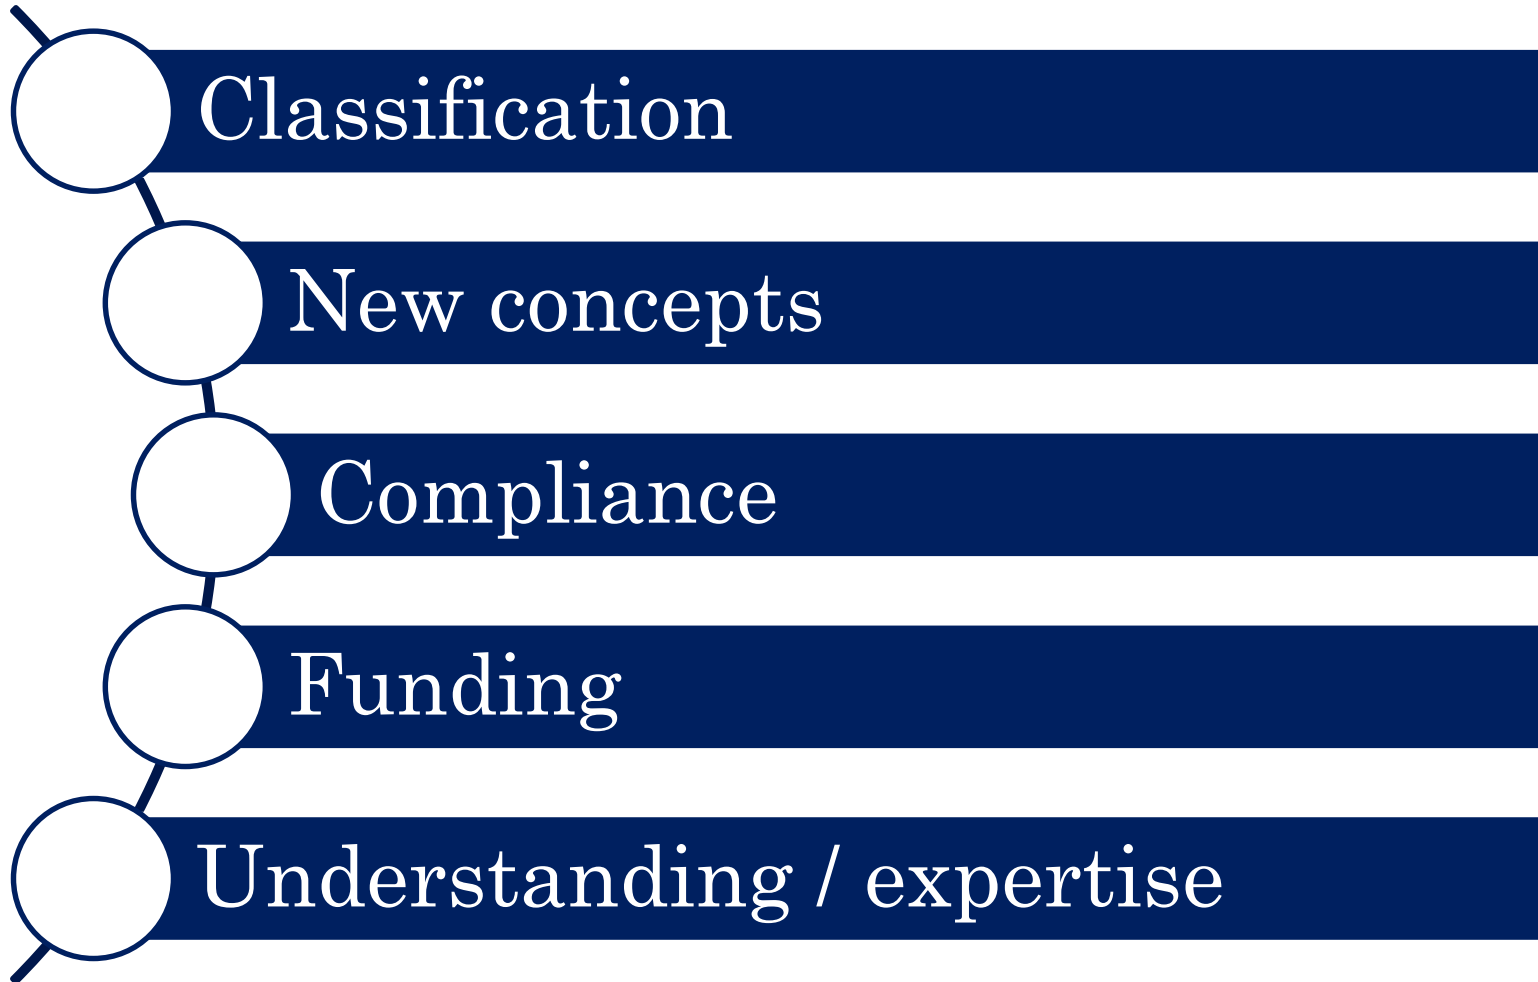 Classification
New concepts
Compliance
Funding
Understanding / expertise